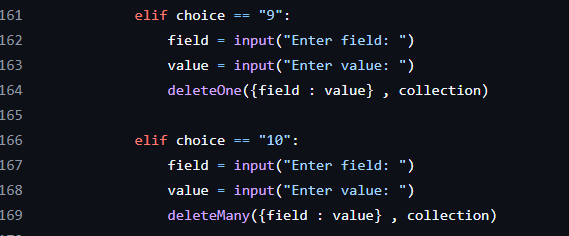 161 elif choice == "9":
162 field = input("Enter field: ")
163 value = input("Enter value: ")
164 deleteOne({field : value} , collection)
165
166 elif choice == "10":
167 field = input("Enter field: ")
168 value = input("Enter value: ")
169 deleteMany({field : value} , collection)